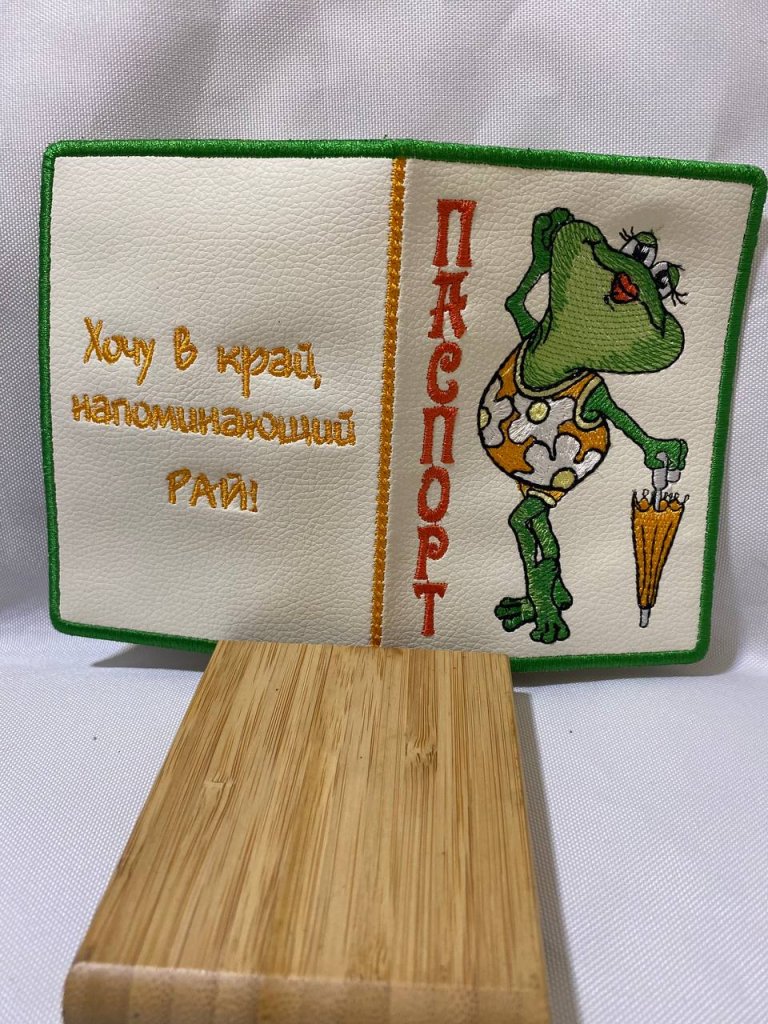 Хочу в край,
напоминающий
РАЙ!
ПАСПОРТ